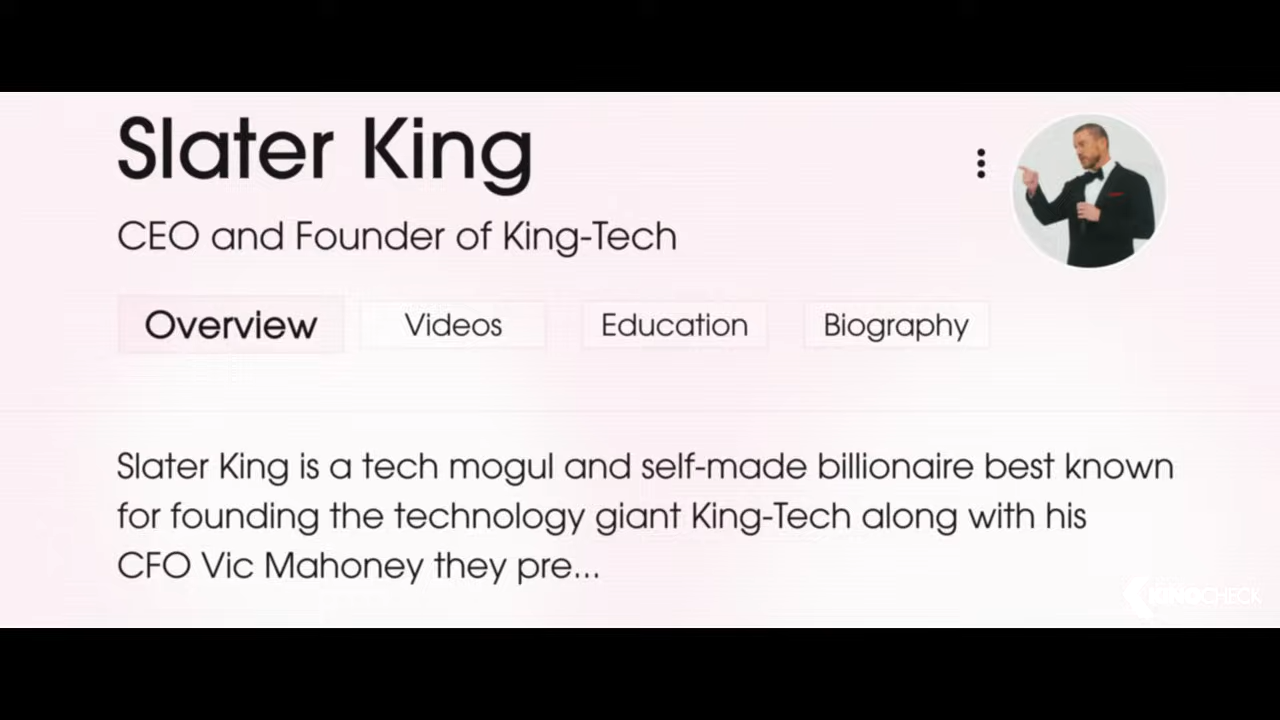 Slater King
CEO and Founder of King-Tech
Overview
Videos
Education
Biography
Slater King is a tech mogul and self-made billionaire best known
for founding the technology giant King-Tech along with his
CFO Vic Mahoney they pre...
KINOCHECK